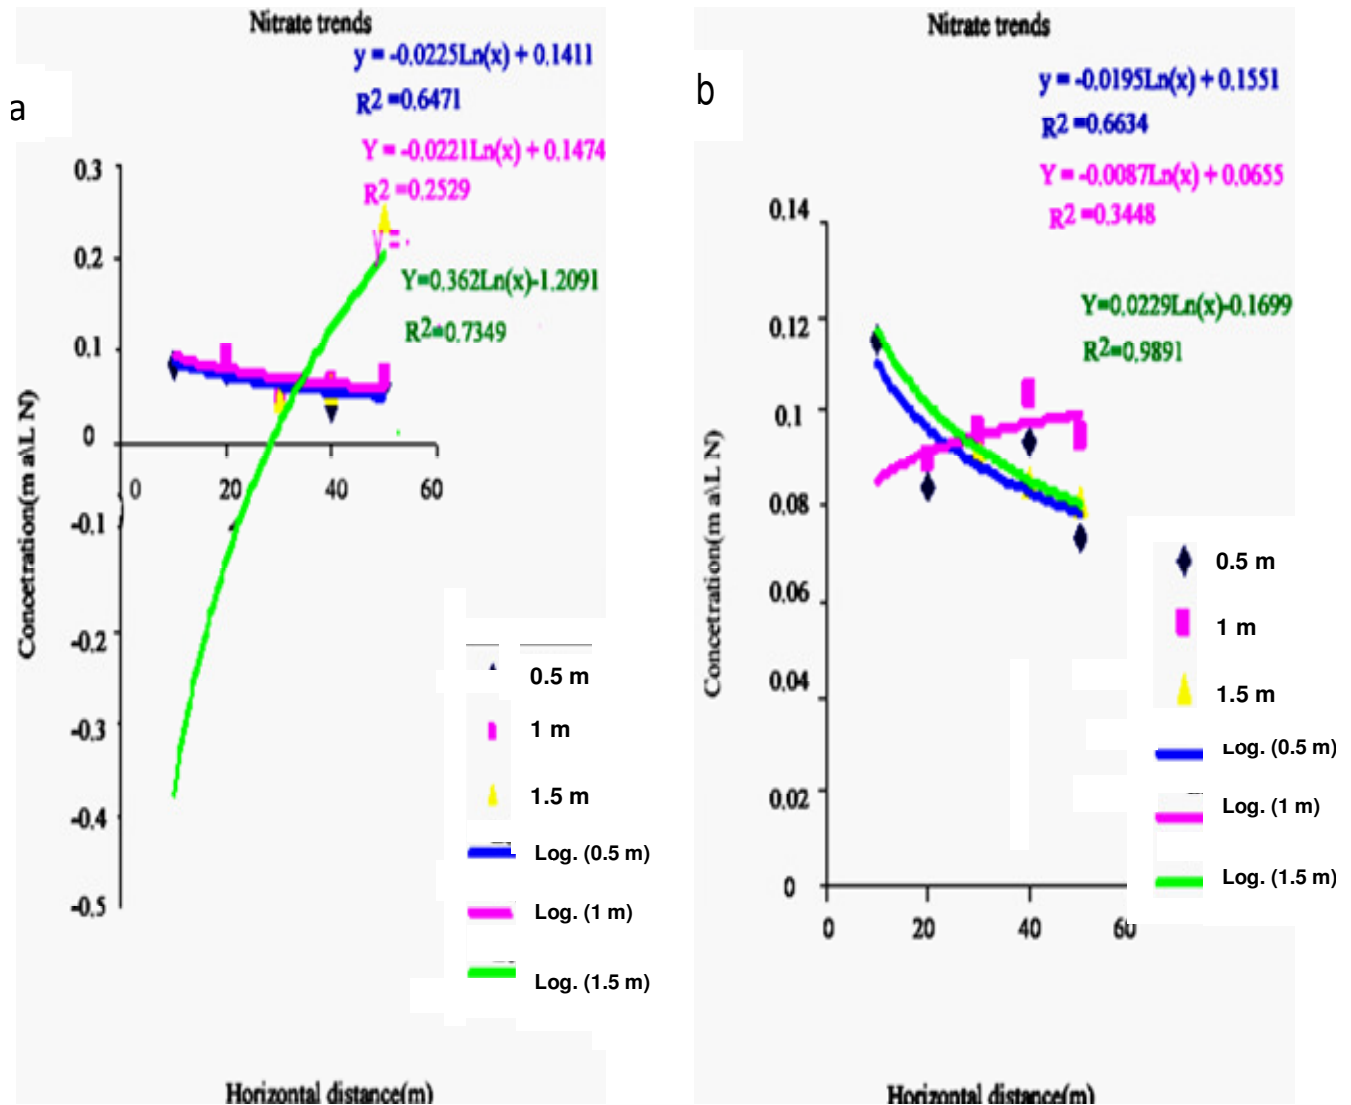 a
Nitrate trends
y = -0.0225Ln(x) + 0.1411
R2 =0.6471
Y = -0.0221Ln(x) + 0.1474
R2 =0.2529
y =
Y=0.362Ln(x)-1.2091
R2=0.7349
0.3
0.2
0.1
0
-0.1
-0.2
-0.3
-0.4
-0.5
0 20 40 60
Concetration(m a\L N)
0.5 m
1 m
1.5 m
Log. (0.5 m)
Log. (1 m)
Log. (1.5 m)
Horizontal distance(m)
b
Nitrate trends
y = -0.0195Ln(x) + 0.1551
R2 =0.6634
Y = -0.0087Ln(x) + 0.0655
R2 =0.3448
Y=0.0229Ln(x)-0.1699
R2=0.9891
0.14
0.12
0.1
0.08
0.06
0.04
0.02
0
0 20 40 60
Concetration(m a\L N)
0.5 m
1 m
1.5 m
Log. (0.5 m)
Log. (1 m)
Log. (1.5 m)
Horizontal distance(m)